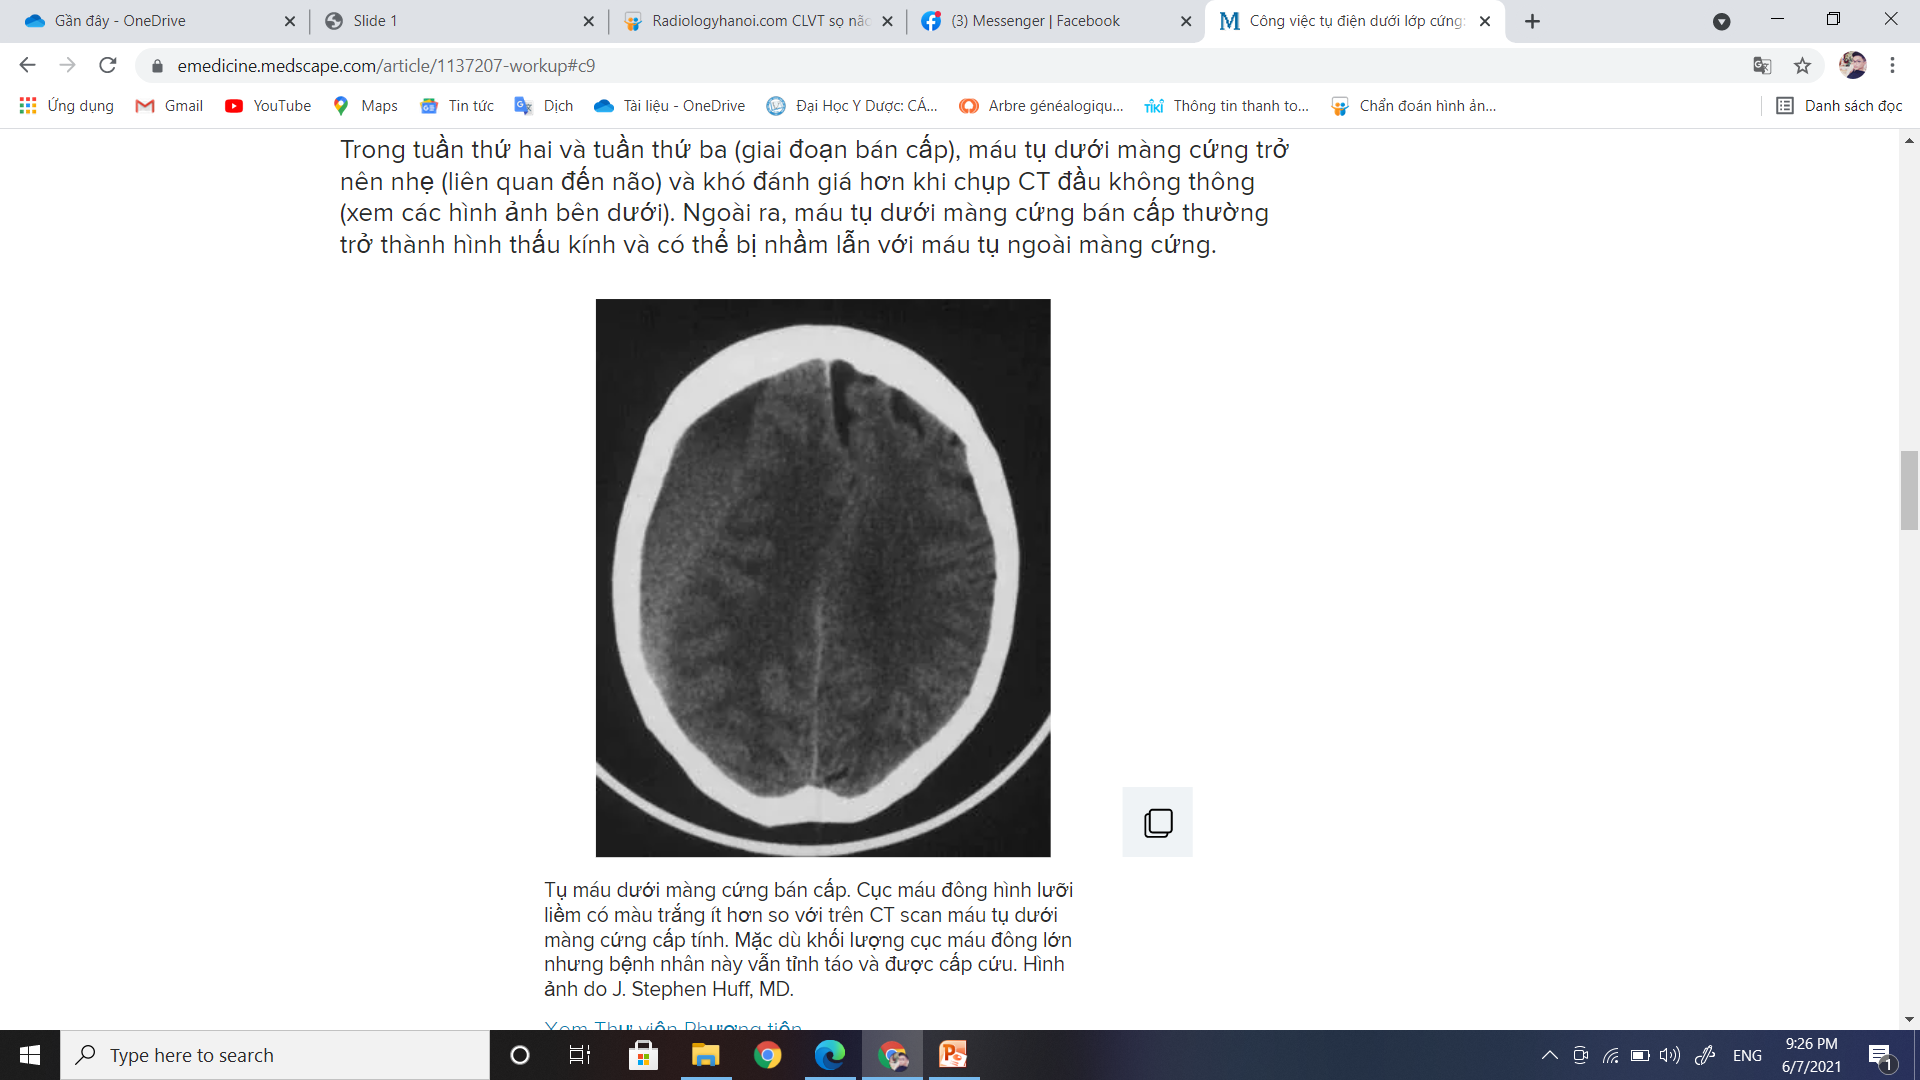 Gần đây - OneDrive
Slide 1
Radiologyhanoi.com CLVT sọ não
(3) Messenger | Facebook
Công việc tụ điện dưới lớp cứng:
emedicine.medscape.com/article/1137207-workup#c9
Ứng dụng
Gmail
YouTube
Maps
Tin tức
Dịch
Tài liệu - OneDrive
Đại Học Y Dược: CÁ...
Arbre généalogiqu...
Thông tin thanh to...
Chẩn đoán hình ản...
Danh sách đọc
Trong tuần thứ hai và tuần thứ ba (giai đoạn bán cấp), máu tụ dưới màng cứng trở
nên nhẹ (liên quan đến não) và khó đánh giá hơn khi chụp CT đầu không thông
(xem các hình ảnh bên dưới). Ngoài ra, máu tụ dưới màng cứng bán cấp thường
trở thành hình thấu kính và có thể bị nhầm lẫn với máu tụ ngoài màng cứng.
Tụ máu dưới màng cứng bán cấp. Cục máu đông hình lưỡi
liềm có màu trắng ít hơn so với trên CT scan máu tụ dưới
màng cứng cấp tính. Mặc dù khối lượng cục máu đông lớn
nhưng bệnh nhân này vẫn tỉnh táo và được cấp cứu. Hình
ảnh do J. Stephen Huff, MD.
Xem Thư viện Phương tiện
Type here to search
ENG
9:26 PM
6/7/2021
1